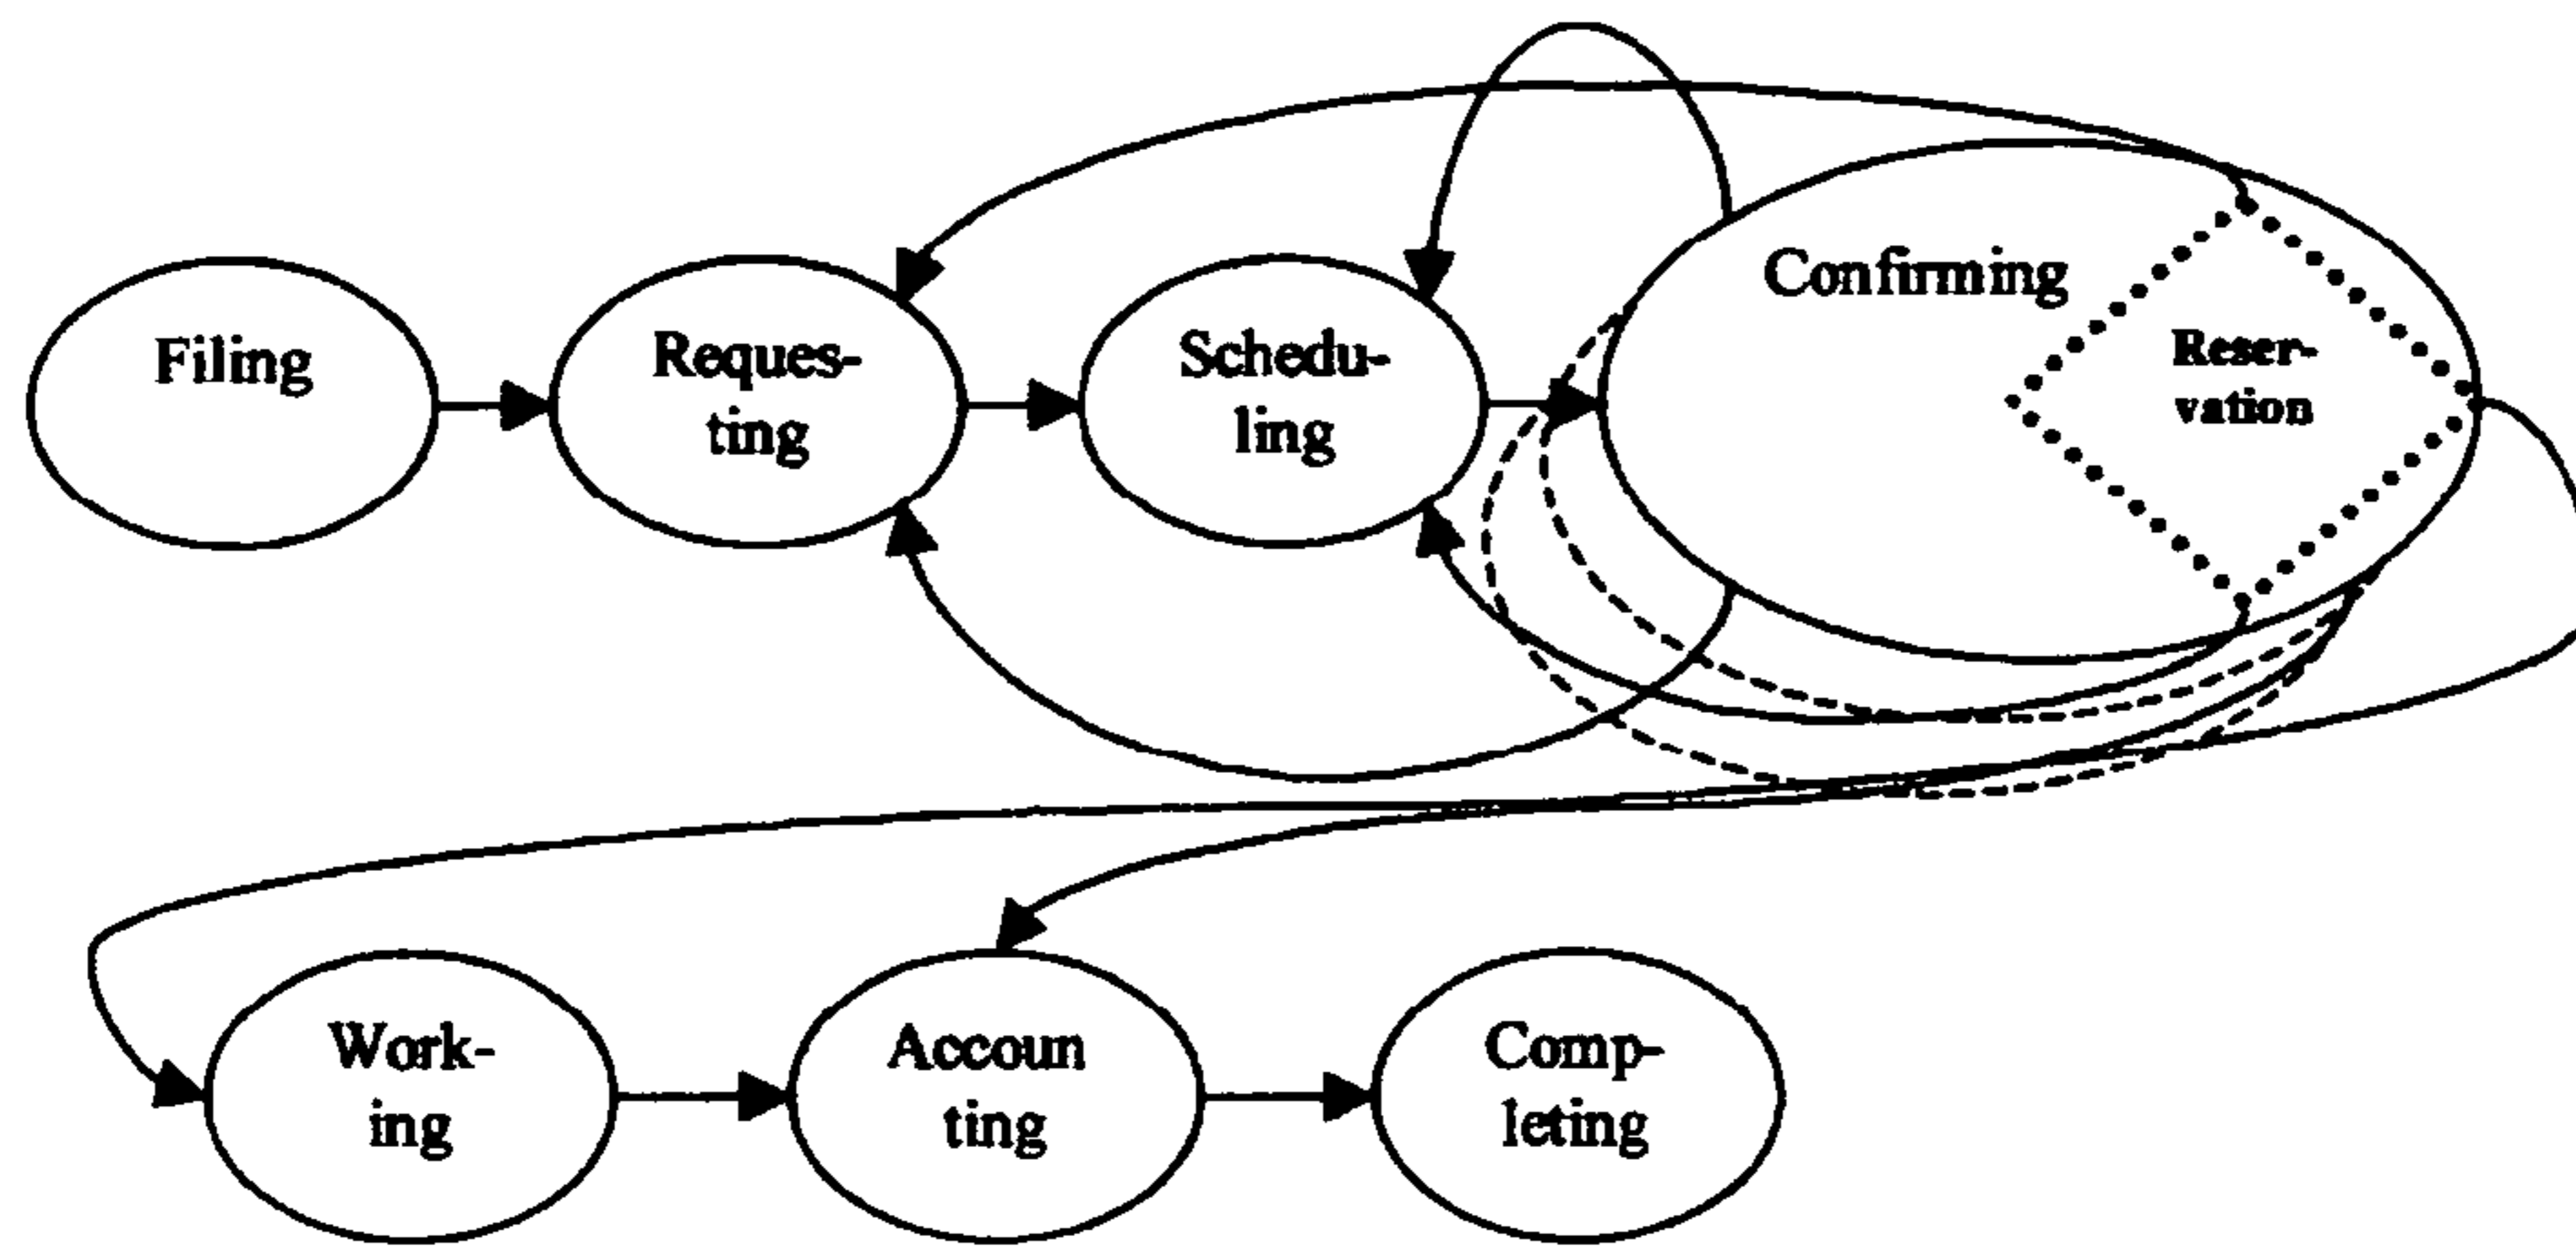 Filing
Reques-
ting
Schedu-
ling
Confirming
Reser-
vation
Work-
ing
Accoun
ting
Comp-
leting